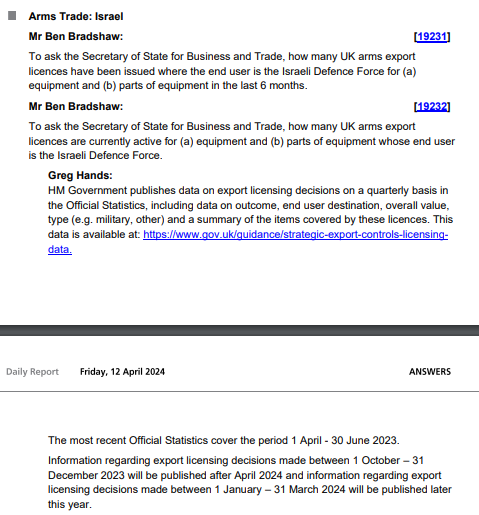 Arms Trade: Israel
Mr Ben Bradshaw: [19231]
To ask the Secretary of State for Business and Trade, how many UK arms export
licences have been issued where the end user is the Israeli Defence Force for (a)
equipment and (b) parts of equipment in the last 6 months.
Mr Ben Bradshaw: [19232]
To ask the Secretary of State for Business and Trade, how many UK arms export
licences are currently active for (a) equipment and (b) parts of equipment whose end user
is the Israeli Defence Force.
Greg Hands:
HM Government publishes data on export licensing decisions on a quarterly basis in
the Official Statistics, including data on outcome, end user destination, overall value,
type (e.g. military, other) and a summary of the items covered by these licences. This
data is available at: https://www.gov.uk/guidance/strategic-export-controls-licensing-
data.
Daily Report Friday, 12 April 2024 ANSWERS
The most recent Official Statistics cover the period 1 April - 30 June 2023.
Information regarding export licensing decisions made between 1 October – 31
December 2023 will be published after April 2024 and information regarding export
licensing decisions made between 1 January – 31 March 2024 will be published later
this year.